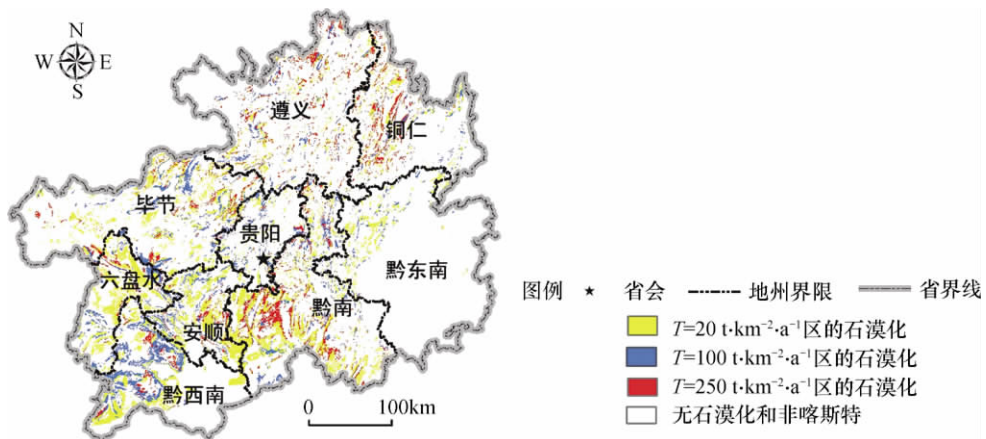 N
W E
S
遵义
铜仁
毕节
贵阳
黔东南
六盘水
安顺
黔南
黔西南
0 100km
图例 省会 地州界限 省界线
T=20 t·km⁻²·a⁻¹区的石漠化
T=100 t·km⁻²·a⁻¹区的石漠化
T=250 t·km⁻²·a⁻¹区的石漠化
无石漠化和非喀斯特